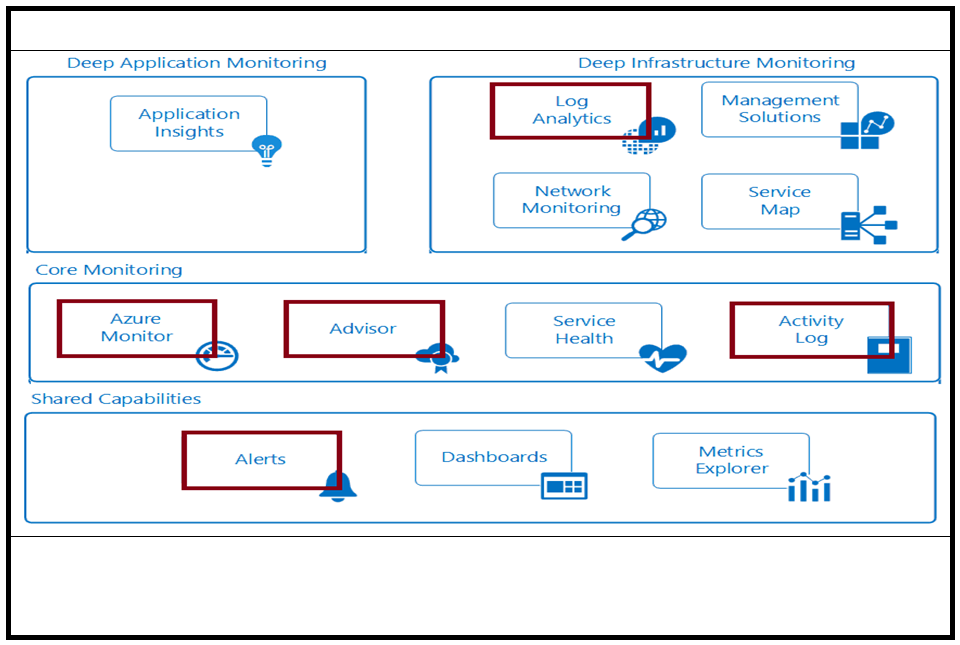 Deep Application Monitoring
Application
Insights
Deep Infrastructure Monitoring
Log
Analytics
Management
Solutions
Network
Monitoring
Service
Map
Core Monitoring
Azure
Monitor
Advisor
Service
Health
Activity
Log
Shared Capabilities
Alerts
Dashboards
Metrics
Explorer